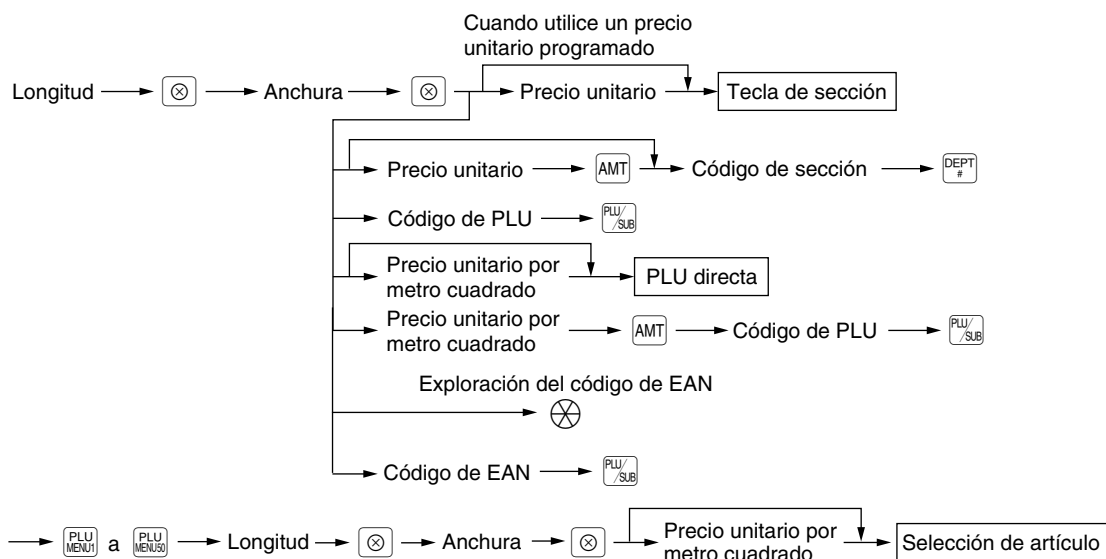 Cuando utilice un precio
unitario programado
Longitud ⊗ Anchura ⊗ Precio unitario Tecla de sección
Precio unitario AMT Código de sección DEPT #
Código de PLU PLU/SUB
Precio unitario por
metro cuadrado PLU directa
Precio unitario por
metro cuadrado AMT Código de PLU PLU/SUB
Exploración del código de EAN
Código de EAN PLU/SUB
PLU MENU1 a PLU MENU50 Longitud ⊗ Anchura ⊗ Precio unitario por
metro cuadrado Selección de artículo